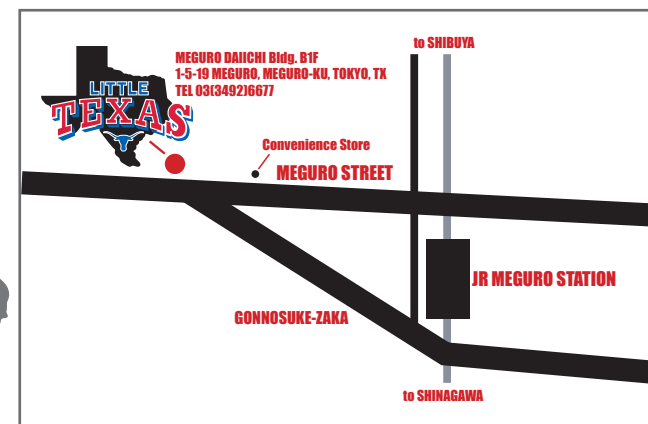 to SHIBUYA
MEGURO DAIICHI Bldg. B1F
1-5-19 MEGURO, MEGURO-KU, TOKYO, TX
TEL 03(3492)6677
LITTLE
TEXAS
Convenience Store
MEGURO STREET
JR MEGURO STATION
GONNOSUKE-ZAKA
to SHINAGAWA